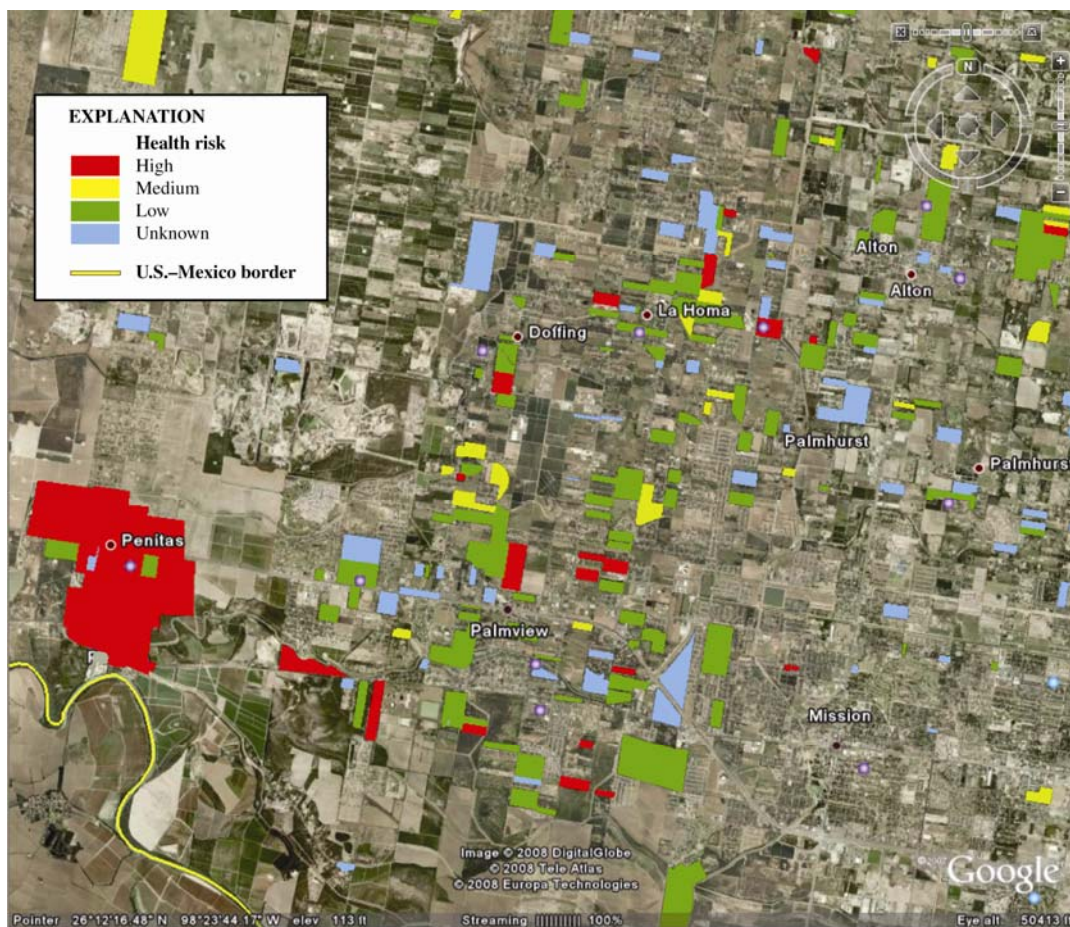 EXPLANATION
Health risk
High
Medium
Low
Unknown
U.S.–Mexico border
N
Alton
Alton
La Homa
Doffing
Palmhurst
Palmhurst
Penitas
Palmview
Mission
Image © 2008 DigitalGlobe
© 2008 Tele Atlas
© 2008 Europa Technologies
Google
Pointer 26°12'16.48" N 98°23'44.17" W elev 113 ft
Streaming 100%
Eye alt 50413 ft